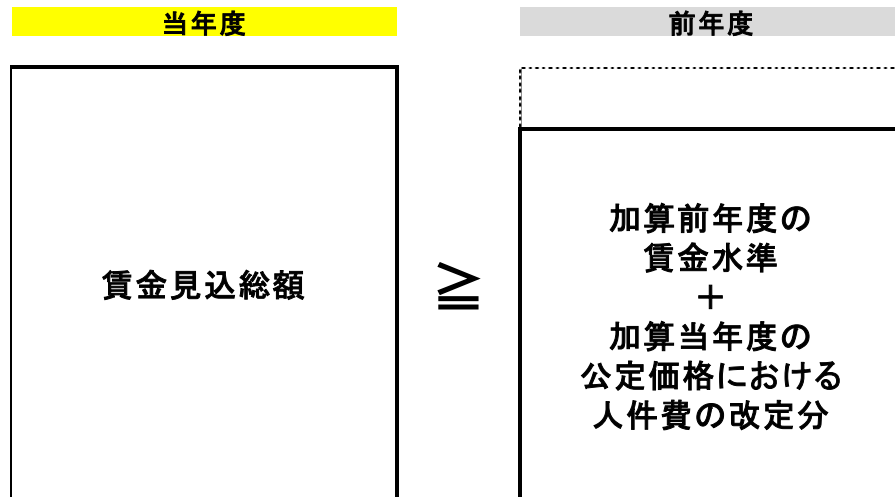 当年度
前年度
賃金見込総額
≧
加算前年度の
賃金水準
＋
加算当年度の
公定価格における
人件費の改定分